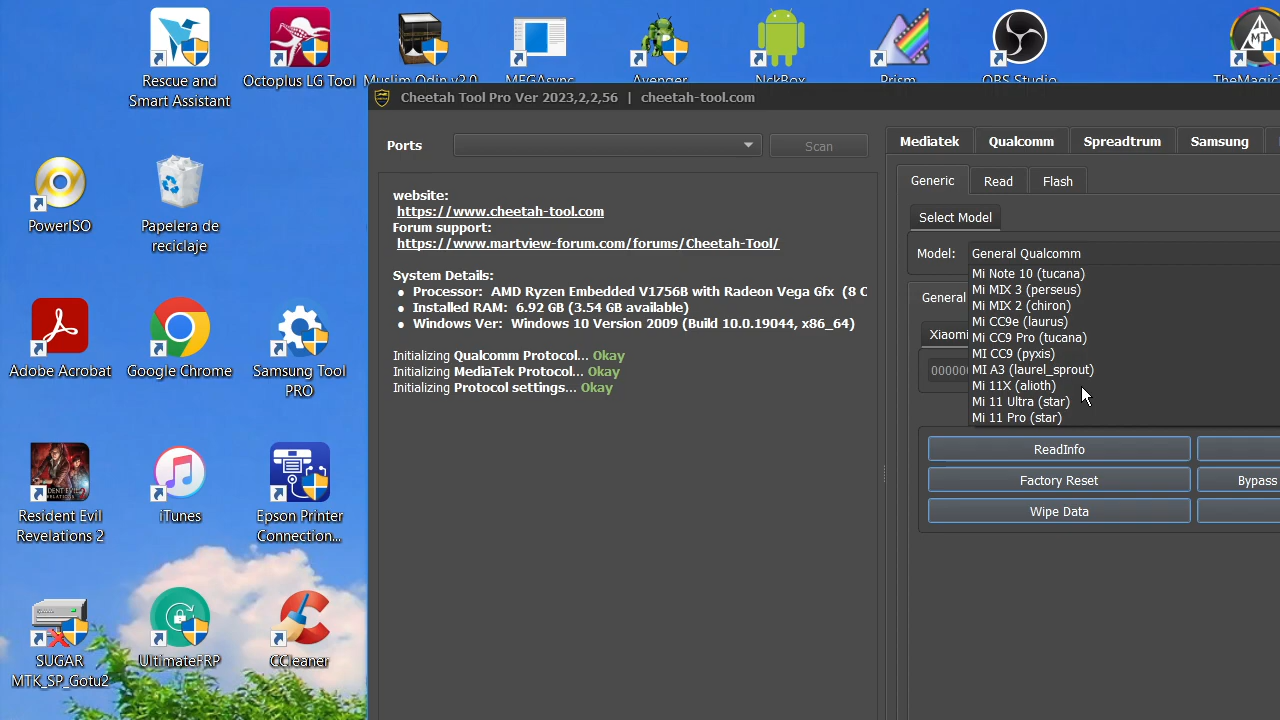 Rescue and
Smart Assistant
Octoplus LG Tool
Muslim Odin v2.0
MEGAsync
Avenger
NckBox
Prism
OBS Studio
Cheetah Tool Pro Ver 2023,2,2,56 | cheetah-tool.com
PowerISO
Papelera de
reciclaje
Adobe Acrobat
Google Chrome
Samsung Tool
PRO
Resident Evil
Revelations 2
iTunes
Epson Printer
Connection...
SUGAR
MTK_SP_Gotu2
UltimateFRP
CCleaner
Ports
Scan
website:
https://www.cheetah-tool.com
Forum support:
https://www.martview-forum.com/forums/Cheetah-Tool/
System Details:
● Processor: AMD Ryzen Embedded V1756B with Radeon Vega Gfx (8 C
● Installed RAM: 6.92 GB (3.54 GB available)
● Windows Ver: Windows 10 Version 2009 (Build 10.0.19044, x86_64)
Initializing Qualcomm Protocol... Okay
Initializing MediaTek Protocol... Okay
Initializing Protocol settings... Okay
Mediatek
Qualcomm
Spreadtrum
Samsung
Generic
Read
Flash
Select Model
Model:
General Qualcomm
Mi Note 10 (tucana)
Mi MIX 3 (perseus)
Mi MIX 2 (chiron)
Mi CC9e (laurus)
Mi CC9 Pro (tucana)
MI CC9 (pyxis)
MI A3 (laurel_sprout)
Mi 11X (alioth)
Mi 11 Ultra (star)
Mi 11 Pro (star)
General
Xiaomi
ReadInfo
Factory Reset
Bypass
Wipe Data